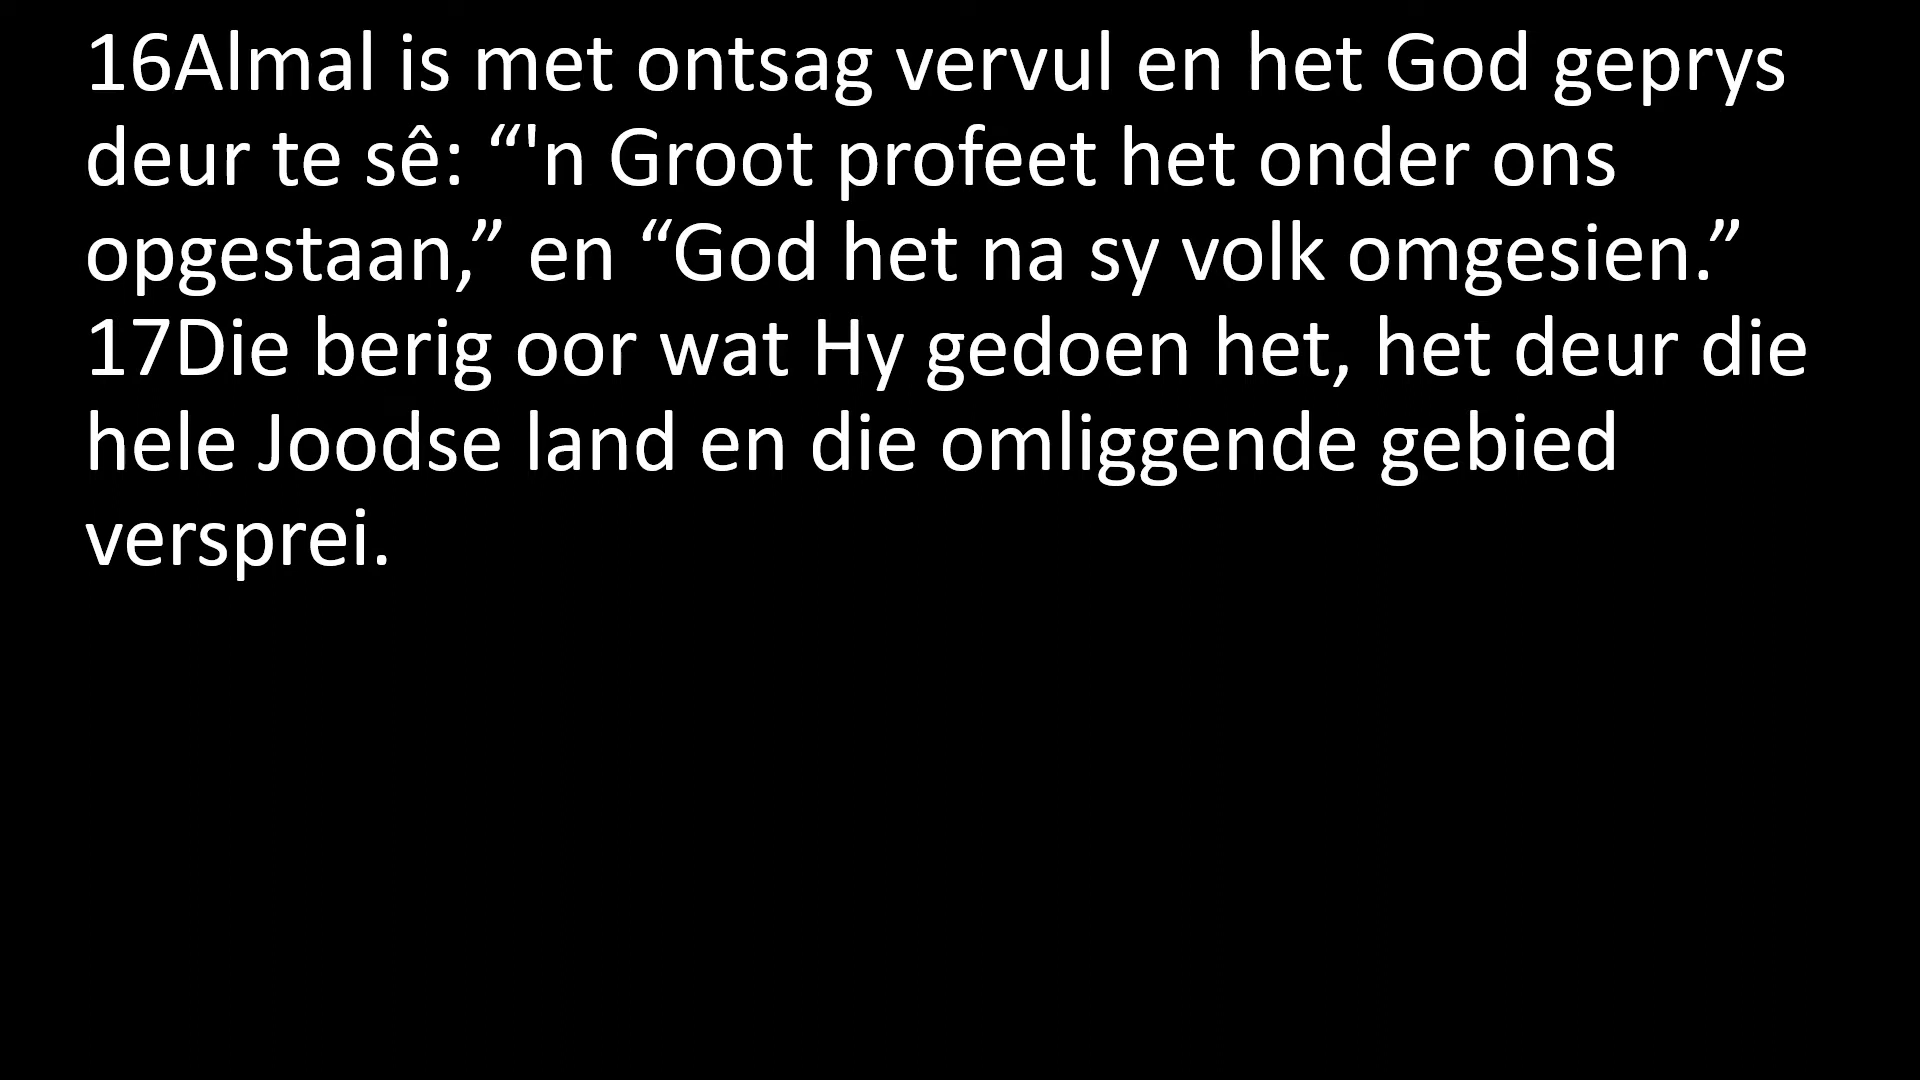 16Almal is met ontsag vervul en het God geprys
deur te sê: “'n Groot profeet het onder ons
opgestaan,” en “God het na sy volk omgesien.”
17Die berig oor wat Hy gedoen het, het deur die
hele Joodse land en die omliggende gebied
versprei.